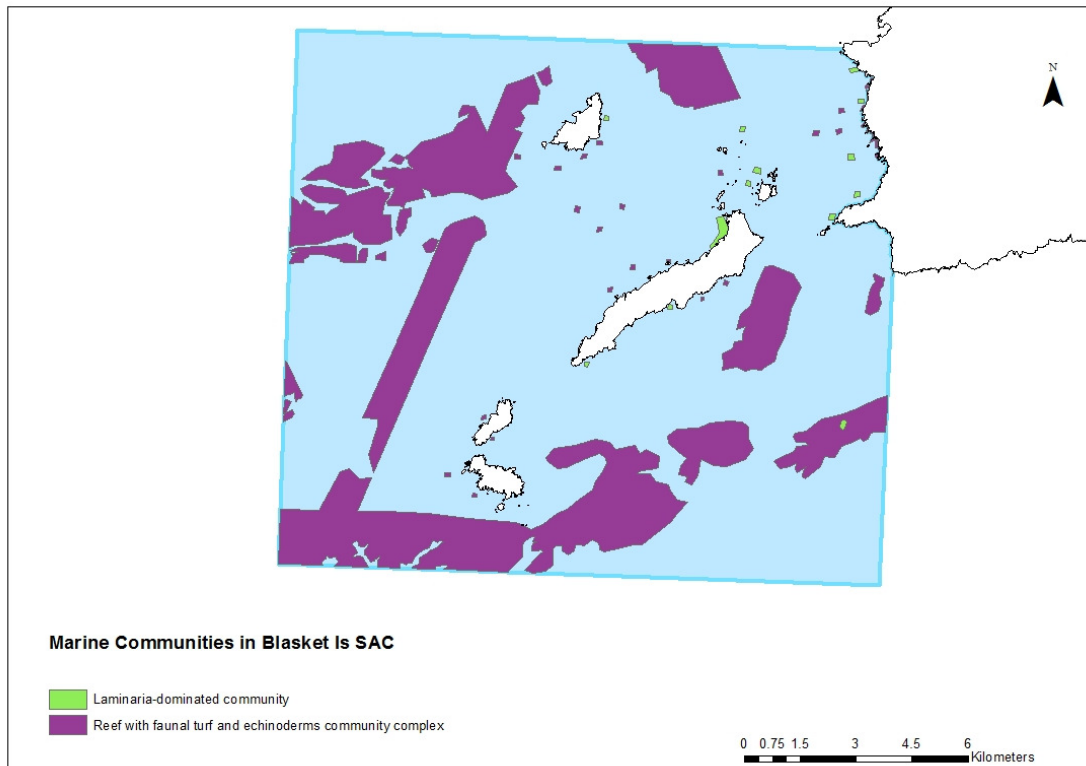 N
Marine Communities in Blasket Is SAC
Laminaria-dominated community
Reef with faunal turf and echinoderms community complex
0 0.75 1.5 3 4.5 6
Kilometers